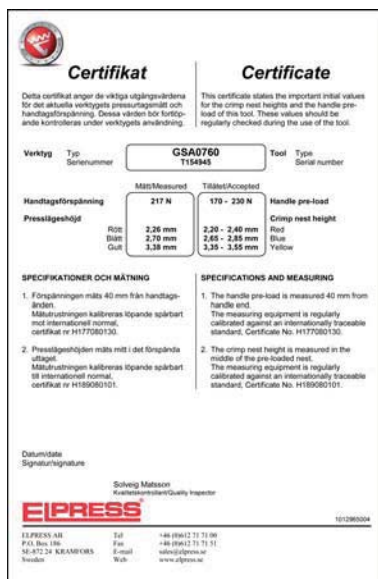 Certifikat
Certificate
Detta certifikat anger de viktiga utgångsvärdena
för det aktuella verktygets pressurtagsmått och
handtagsförspänning. Dessa värden bör fortlöp-
ande kontrolleras under verktygets användning.
This certificate states the important initial values
for the crimp nest heights and the handle pre-
load of this tool. These values should be
regularly checked during the use of the tool.
Verktyg Typ GSA0760 Tool Type
Serienummer T154945 Serial number
Mätt/Measured Tillåtet/Accepted
Handtagsförspänning 217 N 170 - 230 N Handle pre-load
Presslägeshöjd Crimp nest height
Rött 2,26 mm 2,20 - 2,40 mm Red
Blått 2,70 mm 2,65 - 2,85 mm Blue
Gult 3,38 mm 3,35 - 3,55 mm Yellow
SPECIFIKATIONER OCH MÄTNING
1. Förspänningen mäts 40 mm från handtags-
änden.
Mätutrustningen kalibreras löpande spårbart
mot internationell normal,
certifikat nr H177080130.
2. Presslägeshöjden mäts mitt i det förspända
uttaget.
Mätutrustningen kalibreras löpande spårbart
till internationell normal,
certifikat nr H189080101.
SPECIFICATIONS AND MEASURING
1. The handle pre-load is measured 40 mm from
handle end.
The measuring equipment is regularly
calibrated against an internationally traceable
standard, Certificate No. H177080130.
2. The crimp nest height is measured in the
middle of the pre-loaded nest.
The measuring equipment is regularly
calibrated against an internationally traceable
standard, Certificate No. H189080101.
Datum/date
Signatur/signature
Solveig Matsson
Kvalitetskontrollant/Quality Inspector
ELPRESS
1012965004
ELPRESS AB Tel +46 (0)612 71 71 00
P.O. Box 186 Fax +46 (0)612 71 71 51
SE-872 24 KRAMFORS E-mail sales@elpress.se
Sweden Web www.elpress.se